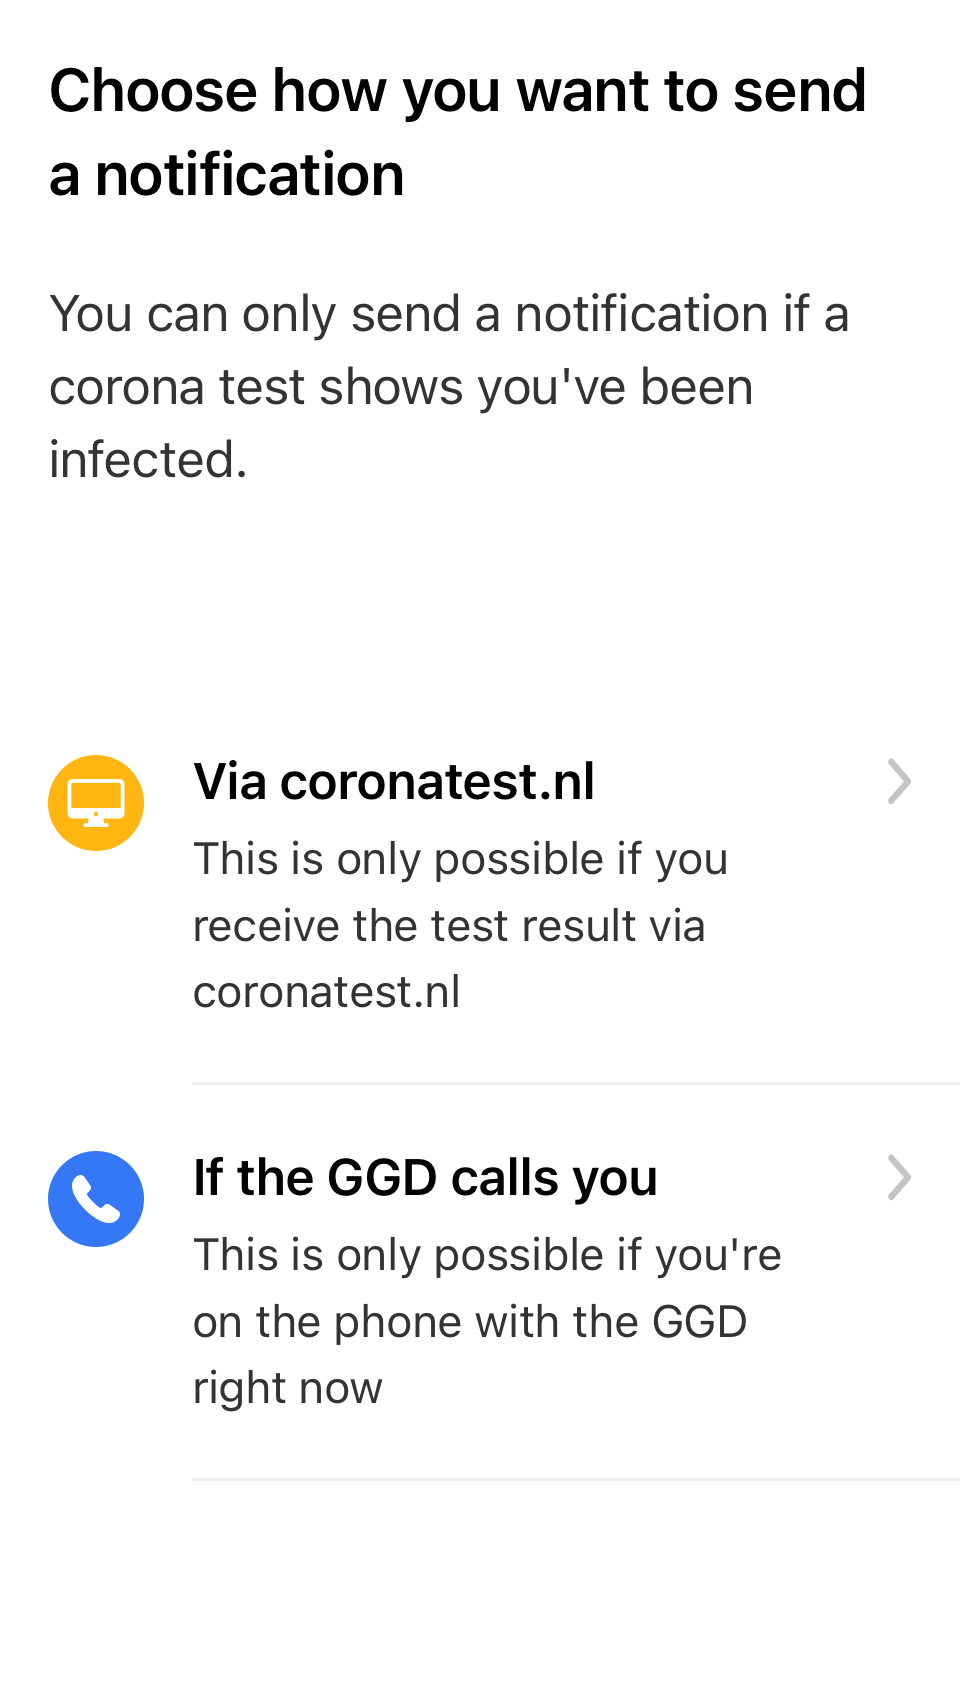 Choose how you want to send
a notification
You can only send a notification if a
corona test shows you've been
infected.
Via coronatest.nl
This is only possible if you
receive the test result via
coronatest.nl
If the GGD calls you
This is only possible if you're
on the phone with the GGD
right now